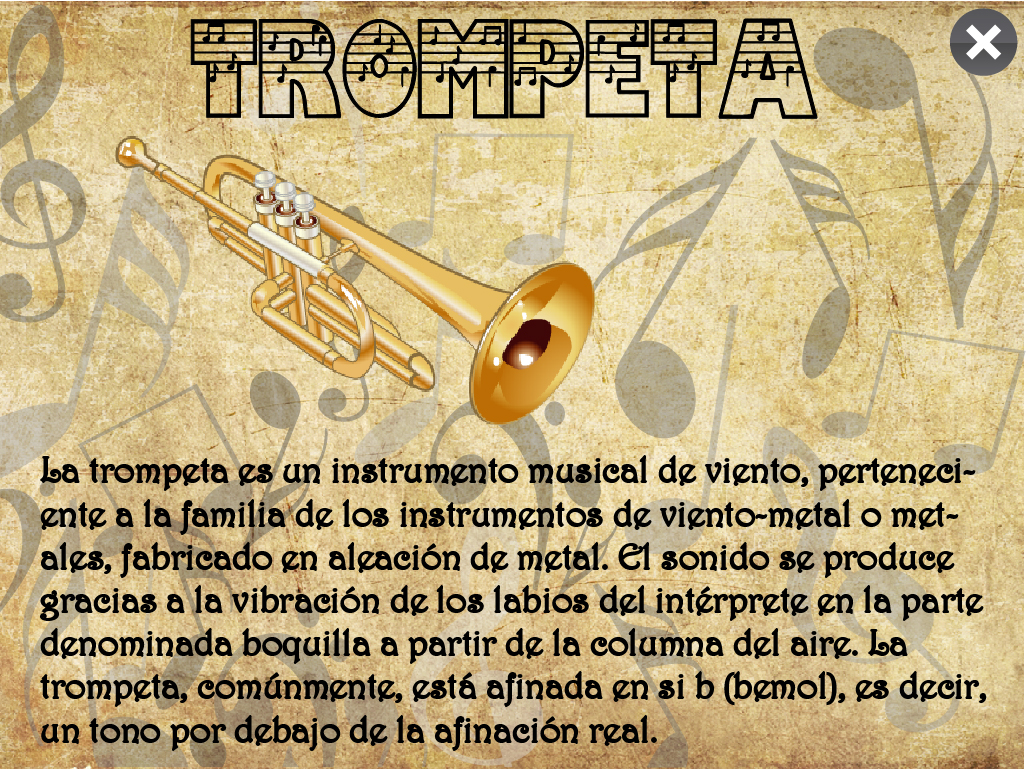 TROMPETA
La trompeta es un instrumento musical de viento, perteneci-
ente a la familia de los instrumentos de viento-metal o met-
ales, fabricado en aleación de metal. El sonido se produce
gracias a la vibración de los labios del intérprete en la parte
denominada boquilla a partir de la columna del aire. La
trompeta, comúnmente, está afinada en si b (bemol), es decir,
un tono por debajo de la afinación real.